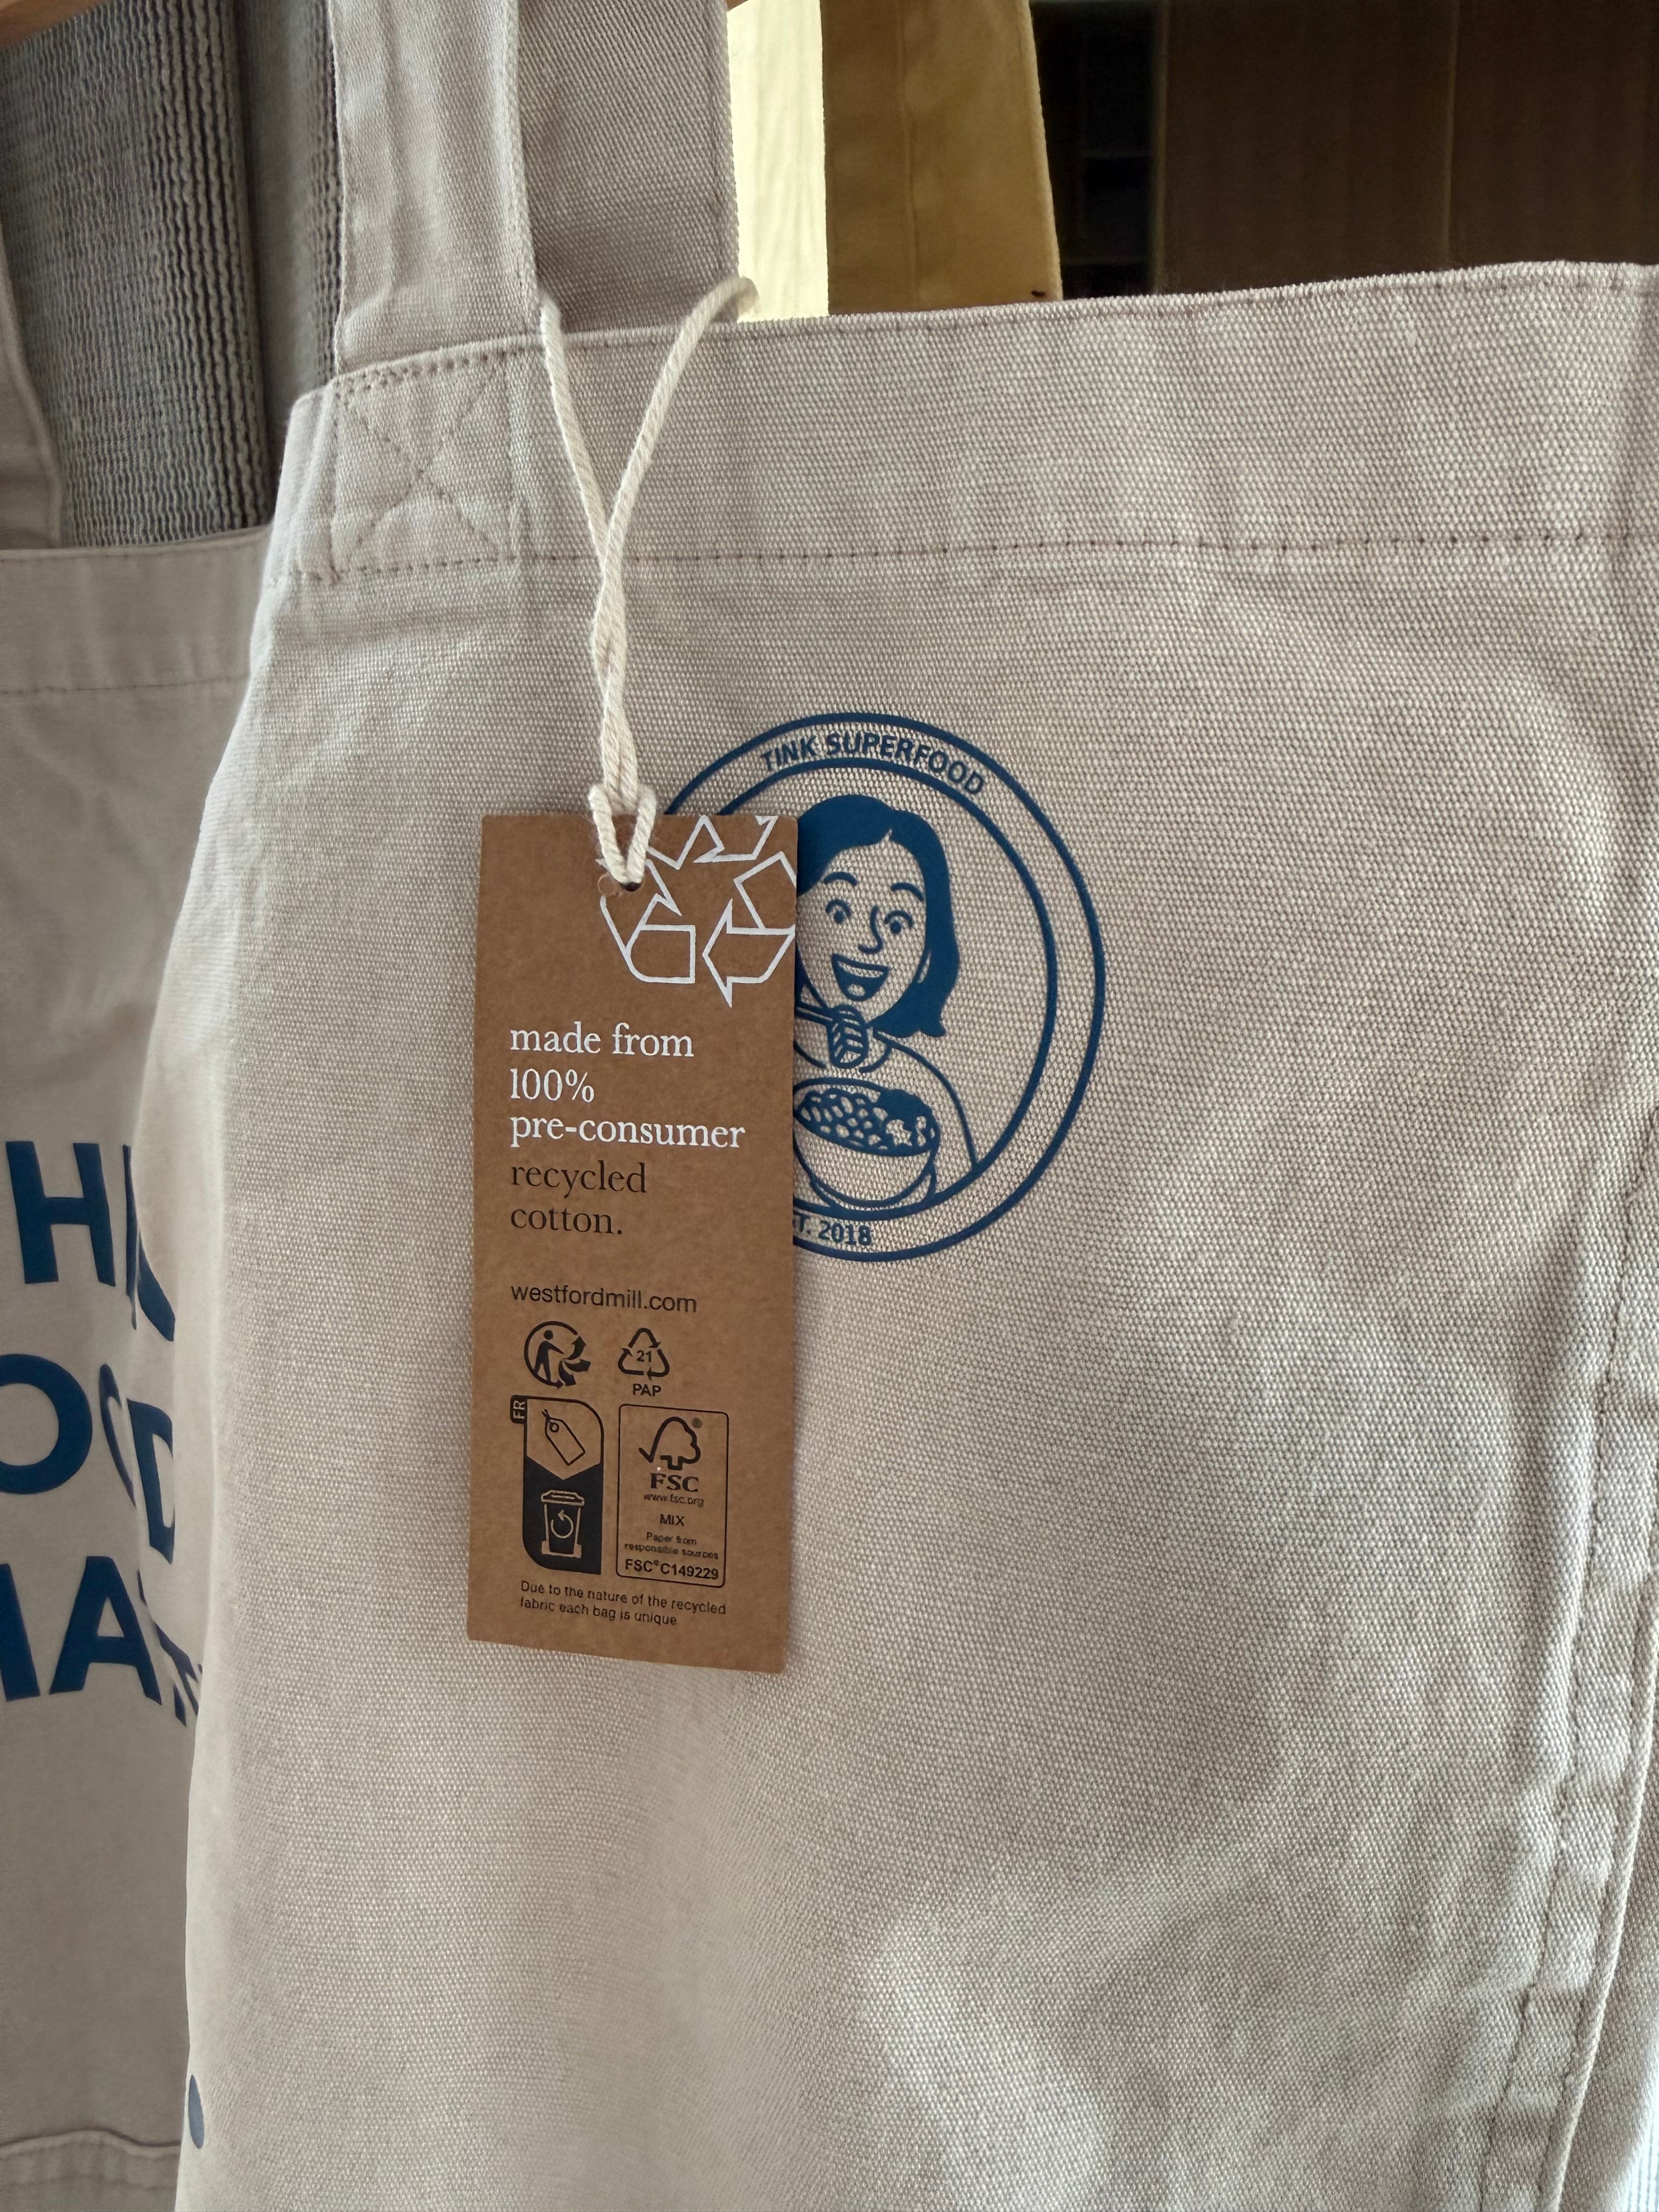 TINK SUPERFOOD
made from
100%
pre-consumer
recycled
cotton.
westfordmill.com
21
PAP
FR
FSC®
www.fsc.org
MIX
Paper from
responsible sources
FSC® C149229
Due to the nature of the recycled
fabric each bag is unique
2018